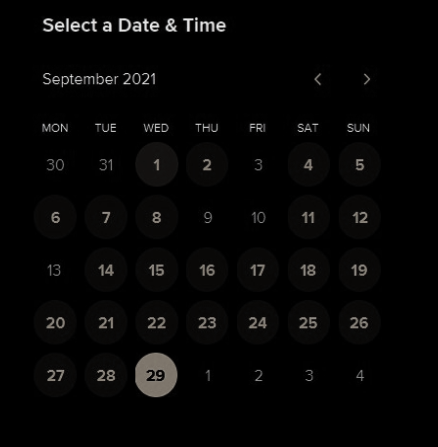 Select a Date & Time
September 2021
MON TUE WED THU FRI SAT SUN
30 31 1 2 3 4 5
6 7 8 9 10 11 12
13 14 15 16 17 18 19
20 21 22 23 24 25 26
27 28 29 1 2 3 4